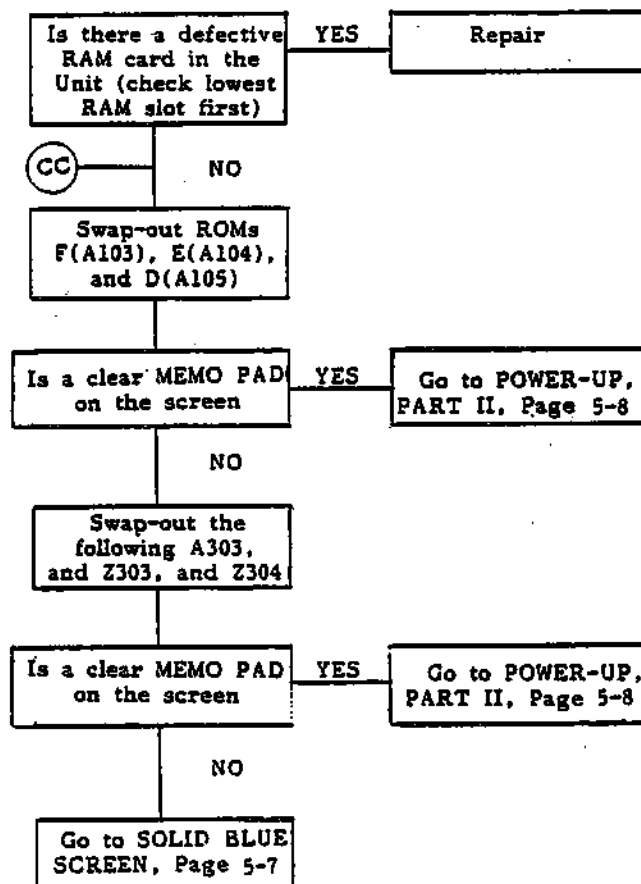 Is there a defective
RAM card in the
Unit (check lowest
RAM slot first)
YES
Repair
CC
NO
Swap-out ROMs
F(A103), E(A104),
and D(A105)
Is a clear MEMO PAD
on the screen
YES
Go to POWER-UP,
PART II, Page 5-8
NO
Swap-out the
following A303,
and Z303, and Z304
Is a clear MEMO PAD
on the screen
YES
Go to POWER-UP,
PART II, Page 5-8
NO
Go to SOLID BLUE
SCREEN, Page 5-7